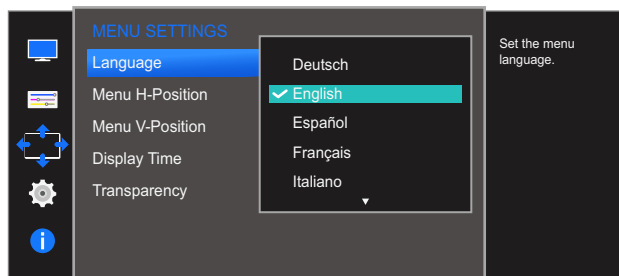 MENU SETTINGS
Language
Menu H-Position
Menu V-Position
Display Time
Transparency
Deutsch
English
Español
Français
Italiano
Set the menu
language.